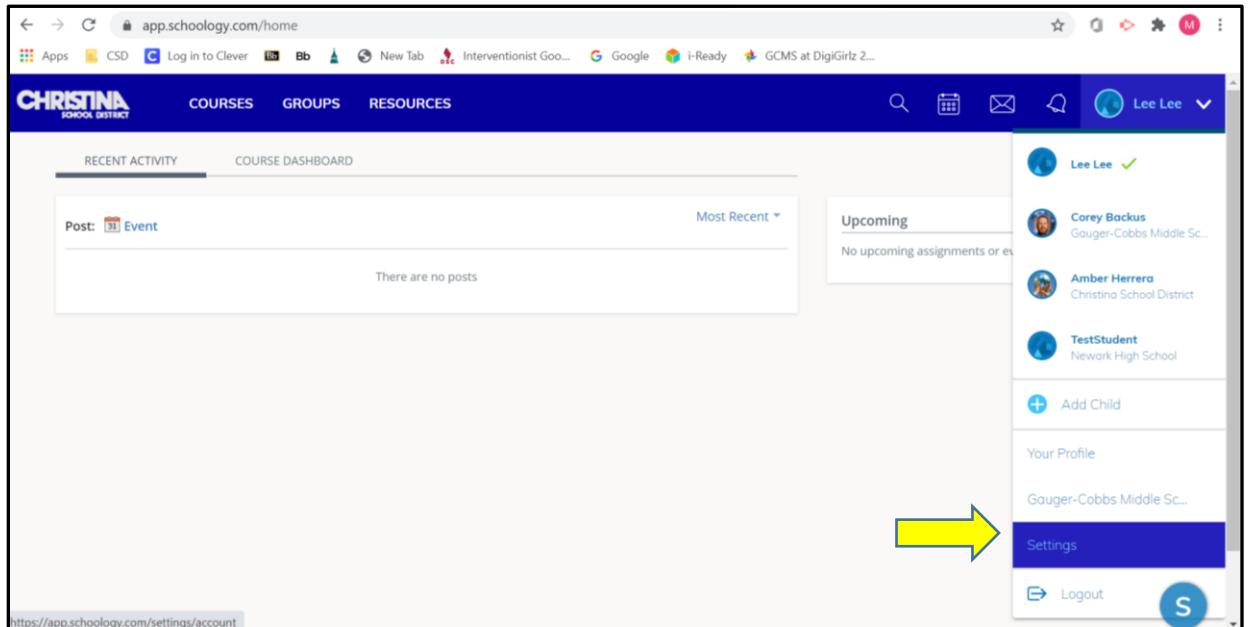 app.schoology.com/home
M
Apps CSD C Log in to Clever Bb Bb New Tab Interventionist Goo... G Google i-Ready GCMS at DigiGirlz 2...
CHRISTINA
SCHOOL DISTRICT
COURSES GROUPS RESOURCES
Lee Lee
RECENT ACTIVITY COURSE DASHBOARD
Post: 31 Event
Most Recent
There are no posts
Upcoming
No upcoming assignments or ev
Lee Lee
Corey Backus
Gauger-Cobbs Middle Sc...
Amber Herrera
Christina School District
TestStudent
Newark High School
Add Child
Your Profile
Gauger-Cobbs Middle Sc...
Settings
Logout
S
https://app.schoology.com/settings/account